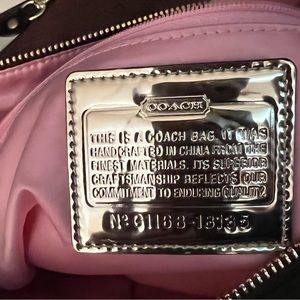 COACH
THIS IS A COACH BAG. IT WAS
HANDCRAFTED IN CHINA FROM THE
FINEST MATERIALS. ITS SUPERIOR
CRAFTSMANSHIP REFLECTS OUR
COMMITMENT TO ENDURING QUALITY.
Nº G1168-18185